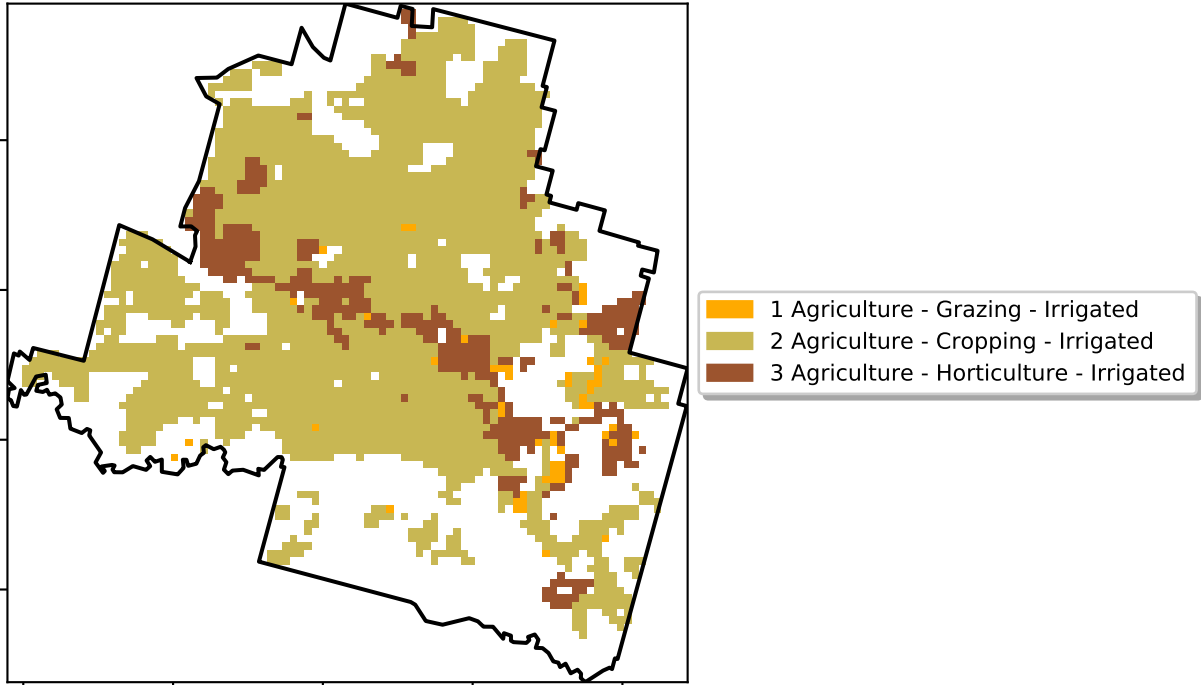 1 Agriculture - Grazing - Irrigated
2 Agriculture - Cropping - Irrigated
3 Agriculture - Horticulture - Irrigated